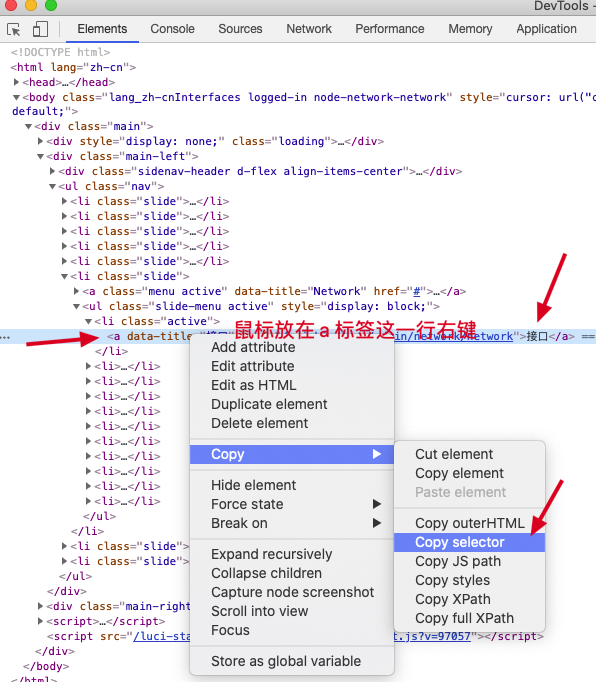 DevTools -
Elements Console Sources Network Performance Memory Application
<!DOCTYPE html>
<html lang="zh-cn">
<head>…</head>
<body class="lang_zh-cnInterfaces logged-in node-network-network" style="cursor: url("c
default;">
<div class="main">
<div style="display: none;" class="loading">…</div>
<div class="main-left">
<div class="sidenav-header d-flex align-items-center">…</div>
<ul class="nav">
<li class="slide">…</li>
<li class="slide">…</li>
<li class="slide">…</li>
<li class="slide">…</li>
<li class="slide">…</li>
<li class="slide">
<a class="menu active" data-title="Network" href="#">…</a>
<ul class="slide-menu active" style="display: block;">
<li class="active">
鼠标放在 a 标签这一行右键
<a data-title= in/network/network">接口</a> ==
</li>
<li>…</li>
<li>…</li>
<li>…</li>
<li>…</li>
<li>…</li>
<li>…</li>
<li>…</li>
<li>…</li>
<li>…</li>
<li>…</li>
</ul>
</li>
<li class="slide">
<li class="slide">
</ul>
</div>
<div class="main-right
<script>…</script>
<script src="/luci-sta t.js?v=97057"></script>
</div>
</body>
</html>
Add attribute
Edit attribute
Edit as HTML
Duplicate element
Delete element
Copy
Hide element
Force state
Break on
Expand recursively
Collapse children
Capture node screenshot
Scroll into view
Focus
Store as global variable
Cut element
Copy element
Paste element
Copy outerHTML
Copy selector
Copy JS path
Copy styles
Copy XPath
Copy full XPath